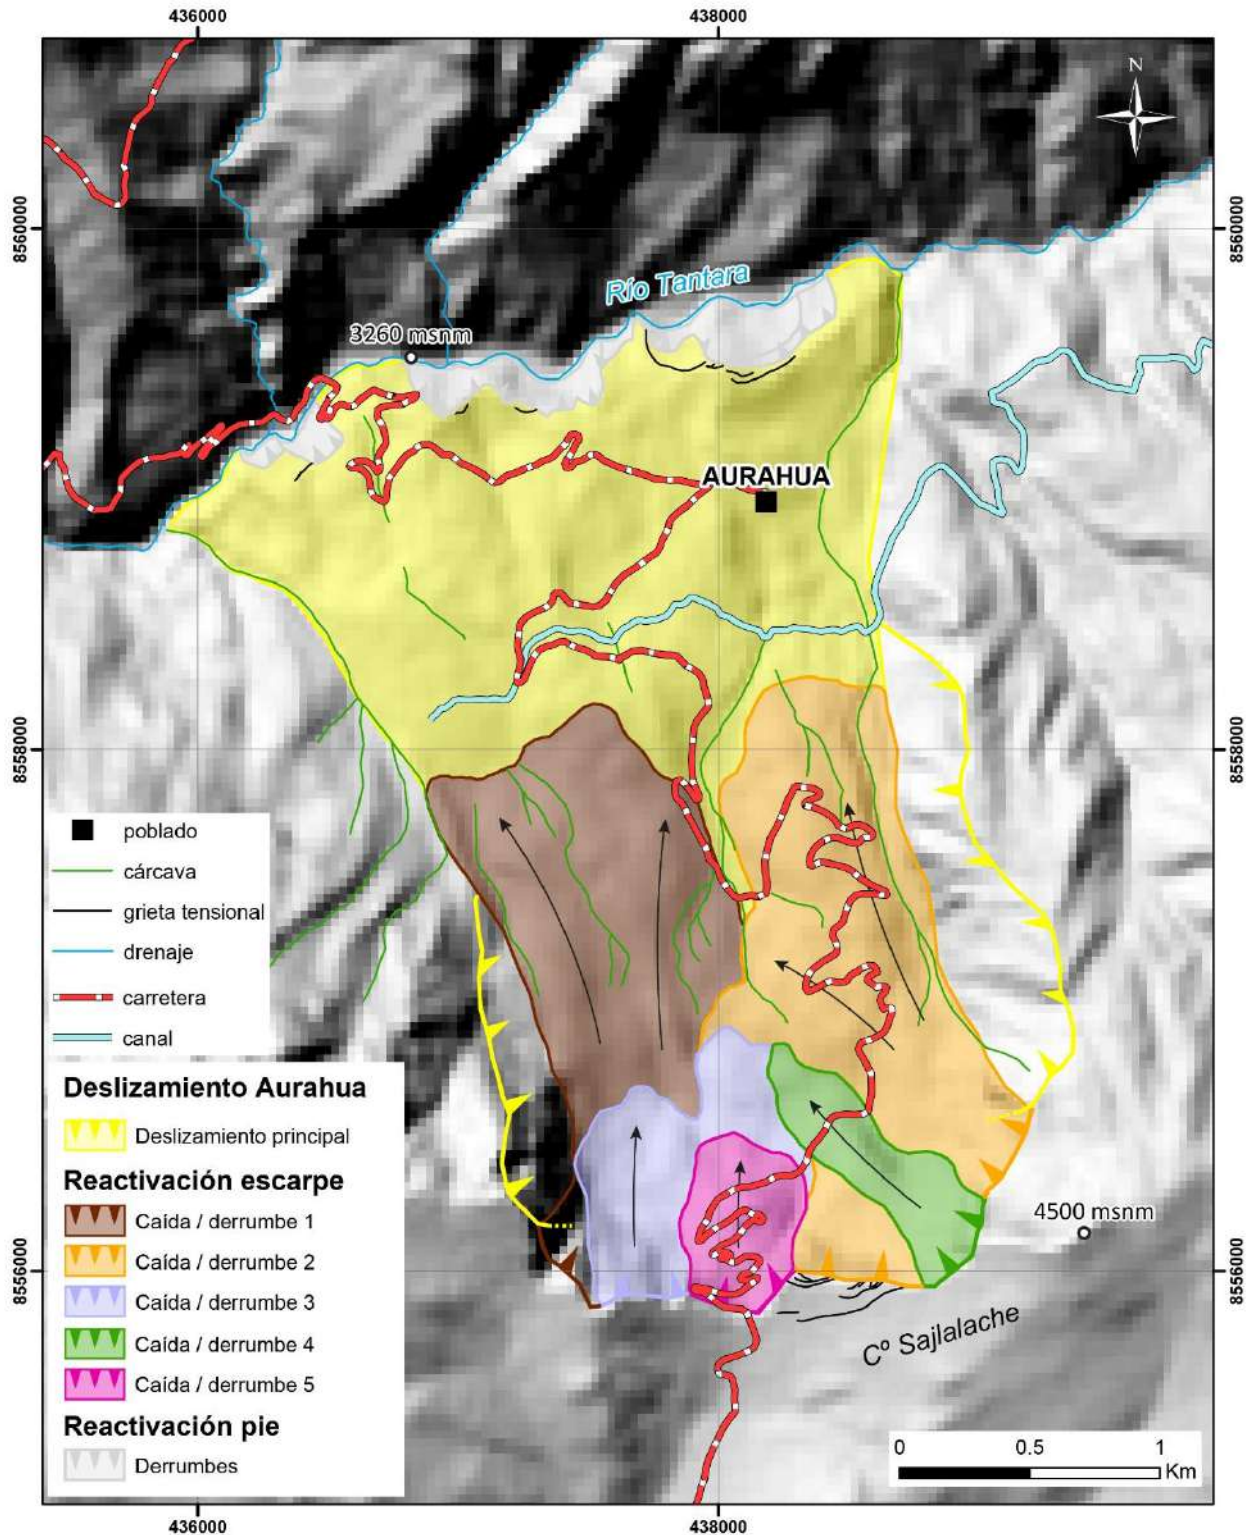 436000
438000
N
8560000
8560000
Río Tantara
3260 msnm
AURAHUA
8558000
8558000
poblado
cárcava
grieta tensional
drenaje
carretera
canal
Deslizamiento Aurahua
Deslizamiento principal
Reactivación escarpe
Caída / derrumbe 1
Caída / derrumbe 2
Caída / derrumbe 3
Caída / derrumbe 4
Caída / derrumbe 5
Reactivación pie
Derrumbes
4500 msnm
8556000
8556000
Cº Sajlalache
0 0.5 1
Km
436000
438000